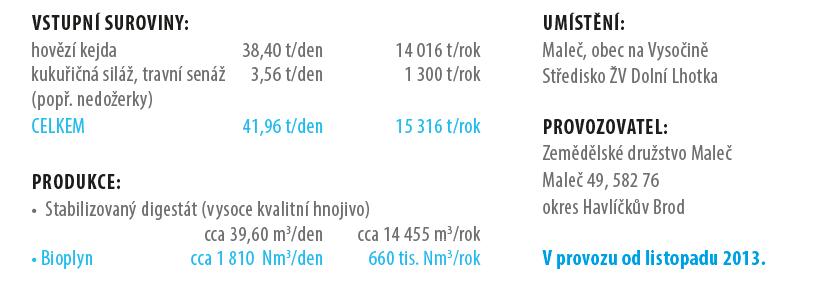 VSTUPNÍ SUROVINY:
hovězí kejda 38,40 t/den 14 016 t/rok
kukuřičná siláž, travní senáž 3,56 t/den 1 300 t/rok
(popř. nedožerky)
CELKEM 41,96 t/den 15 316 t/rok
PRODUKCE:
• Stabilizovaný digestát (vysoce kvalitní hnojivo)
cca 39,60 m³/den cca 14 455 m³/rok
• Bioplyn cca 1 810 Nm³/den 660 tis. Nm³/rok
UMÍSTĚNÍ:
Maleč, obec na Vysočině
Středisko ŽV Dolní Lhotka
PROVOZOVATEL:
Zemědělské družstvo Maleč
Maleč 49, 582 76
okres Havlíčkův Brod
V provozu od listopadu 2013.